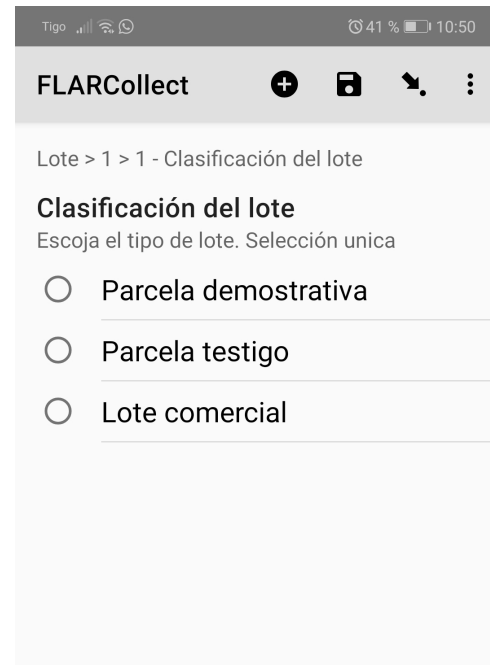 Tigo 41 % 10:50
FLARCollect
Lote > 1 > 1 - Clasificación del lote
Clasificación del lote
Escoja el tipo de lote. Selección unica
Parcela demostrativa
Parcela testigo
Lote comercial